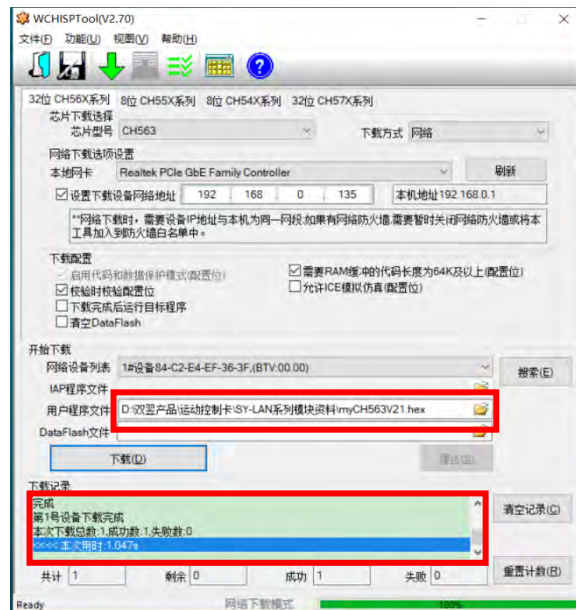 WCHISPTool(V2.70)
文件(F) 功能(U) 视图(V) 帮助(H)
32位 CH56X系列 8位 CH55X系列 8位 CH54X系列 32位 CH57X系列
芯片下载选择
芯片型号 CH563 下载方式 网络
网络下载选项设置
本地网卡 Realtek PCIe GbE Family Controller 刷新
设置下载设备网络地址 192 . 168 . 0 . 135 本机地址192.168.0.1
**网络下载时，需要设备IP地址与本机为同一网段.如果有网络防火墙.需要暂时关闭网络防火墙或将本
工具加入到防火墙白名单中。
下载配置
启用代码和数据保护模式(配置位) 需要RAM缓冲的代码长度为64K及以上(配置位)
校验时校验配置位 允许ICE模拟仿真(配置位)
下载完成后运行目标程序
清空DataFlash
开始下载
网络设备列表 1#设备84-C2-E4-EF-36-3F.(BTV:00.00) 搜索(E)
IAP程序文件
用户程序文件 D:\双翌产品\运动控制卡\SY-LAN系列模块资料\myCH563V21.hex
DataFlash文件
下载(D)
下载记录
完成
第1号设备下载完成
本次下载总数:1,成功数:1,失败数:0
<<<< 本次用时:1.047s
清空记录(C)
共计 1 剩余 0 成功 1 失败 0 重置计数(R)
Ready 网络下载模式 100%